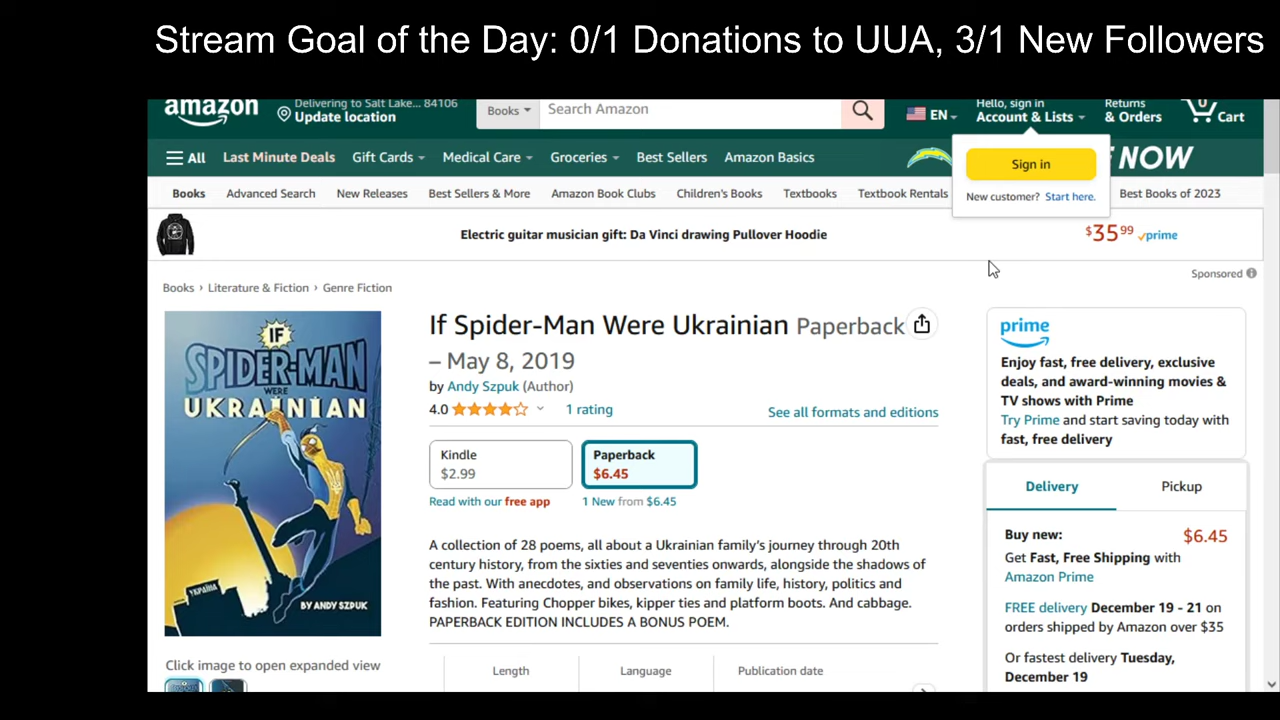 Stream Goal of the Day: 0/1 Donations to UUA, 3/1 New Followers
amazon
Delivering to Salt Lake... 84106
Update location
Books
Search Amazon
EN
Hello, sign in
Account & Lists
Returns
& Orders
0
Cart
All
Last Minute Deals
Gift Cards
Medical Care
Groceries
Best Sellers
Amazon Basics
NOW
Sign in
New customer? Start here.
Books
Advanced Search
New Releases
Best Sellers & More
Amazon Book Clubs
Children's Books
Textbooks
Textbook Rentals
Best Books of 2023
Electric guitar musician gift: Da Vinci drawing Pullover Hoodie
$35 99 prime
Sponsored
Books › Literature & Fiction › Genre Fiction
IF
SPIDER-MAN
WERE
UKRAINIAN
УКРАЇНА
BY ANDY SZPUK
Click image to open expanded view
If Spider-Man Were Ukrainian Paperback
– May 8, 2019
by Andy Szpuk (Author)
4.0
1 rating
See all formats and editions
Kindle
$2.99
Paperback
$6.45
Read with our free app
1 New from $6.45
A collection of 28 poems, all about a Ukrainian family's journey through 20th
century history, from the sixties and seventies onwards, alongside the shadows of
the past. With anecdotes, and observations on family life, history, politics and
fashion. Featuring Chopper bikes, kipper ties and platform boots. And cabbage.
PAPERBACK EDITION INCLUDES A BONUS POEM.
Length
Language
Publication date
prime
Enjoy fast, free delivery, exclusive
deals, and award-winning movies &
TV shows with Prime
Try Prime and start saving today with
fast, free delivery
Delivery
Pickup
Buy new:
$6.45
Get Fast, Free Shipping with
Amazon Prime
FREE delivery December 19 - 21 on
orders shipped by Amazon over $35
Or fastest delivery Tuesday,
December 19